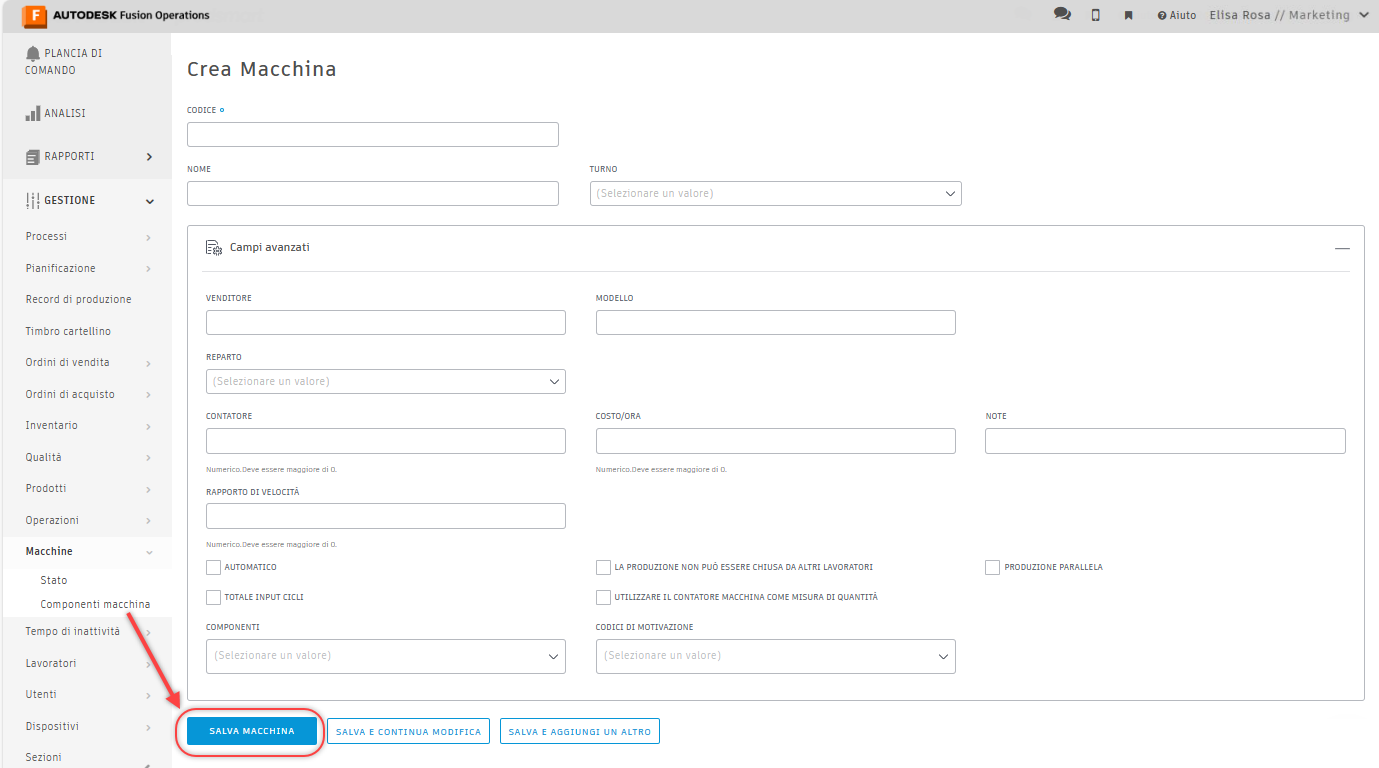 F AUTODESK Fusion Operations
Aiuto
Elisa Rosa // Marketing
PLANCIA DI
COMANDO
ANALISI
RAPPORTI
GESTIONE
Processi
Pianificazione
Record di produzione
Timbro cartellino
Ordini di vendita
Ordini di acquisto
Inventario
Qualità
Prodotti
Operazioni
Macchine
Stato
Componenti macchina
Tempo di inattività
Lavoratori
Utenti
Dispositivi
Sezioni
Crea Macchina
CODICE
NOME
TURNO
(Selezionare un valore)
Campi avanzati
VENDITORE
MODELLO
REPARTO
(Selezionare un valore)
CONTATORE
COSTO/ORA
NOTE
Numerico.Deve essere maggiore di 0.
Numerico.Deve essere maggiore di 0.
RAPPORTO DI VELOCITÀ
Numerico.Deve essere maggiore di 0.
AUTOMATICO
LA PRODUZIONE NON PUÒ ESSERE CHIUSA DA ALTRI LAVORATORI
PRODUZIONE PARALLELA
TOTALE INPUT CICLI
UTILIZZARE IL CONTATORE MACCHINA COME MISURA DI QUANTITÀ
COMPONENTI
CODICI DI MOTIVAZIONE
(Selezionare un valore)
(Selezionare un valore)
SALVA MACCHINA
SALVA E CONTINUA MODIFICA
SALVA E AGGIUNGI UN ALTRO